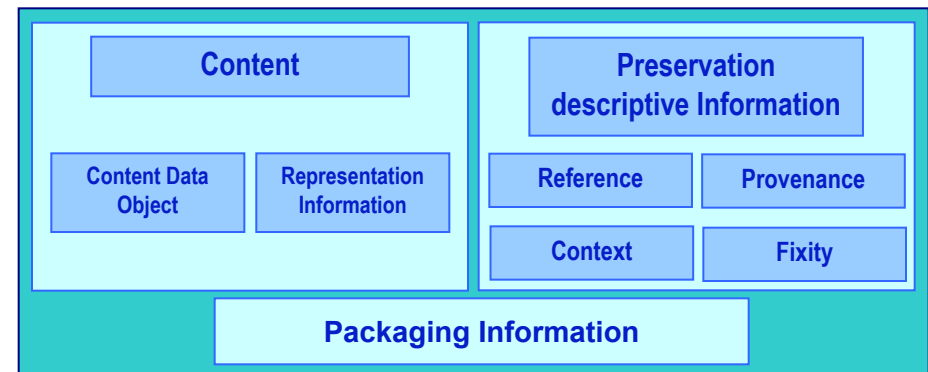 Content
Content Data
Object
Representation
Information
Preservation
descriptive Information
Reference
Provenance
Context
Fixity
Packaging Information